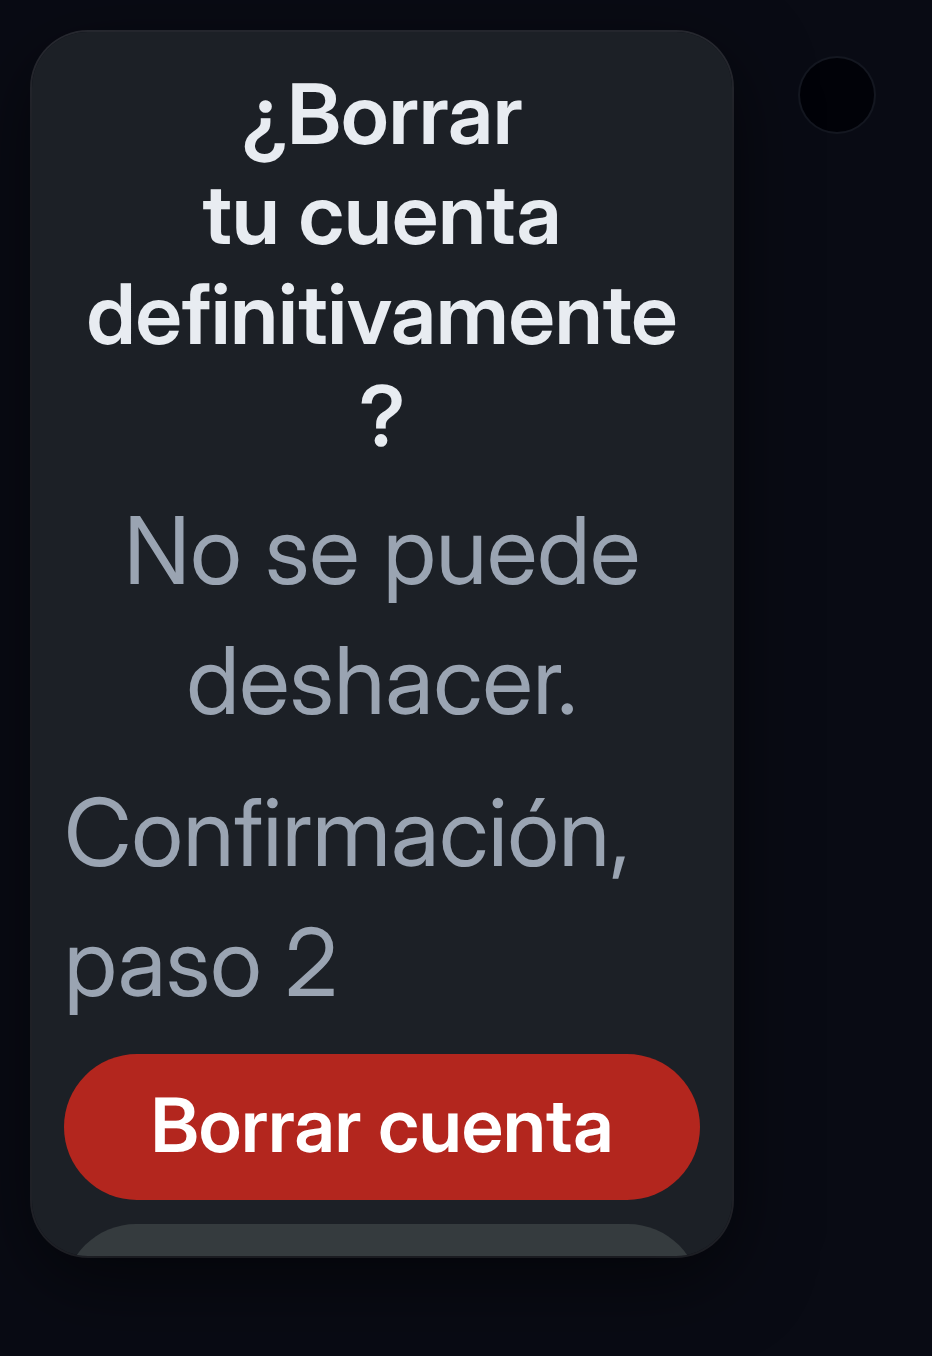 ¿Borrar
tu cuenta
definitivamente
?
No se puede
deshacer.
Confirmación,
paso 2
Borrar cuenta